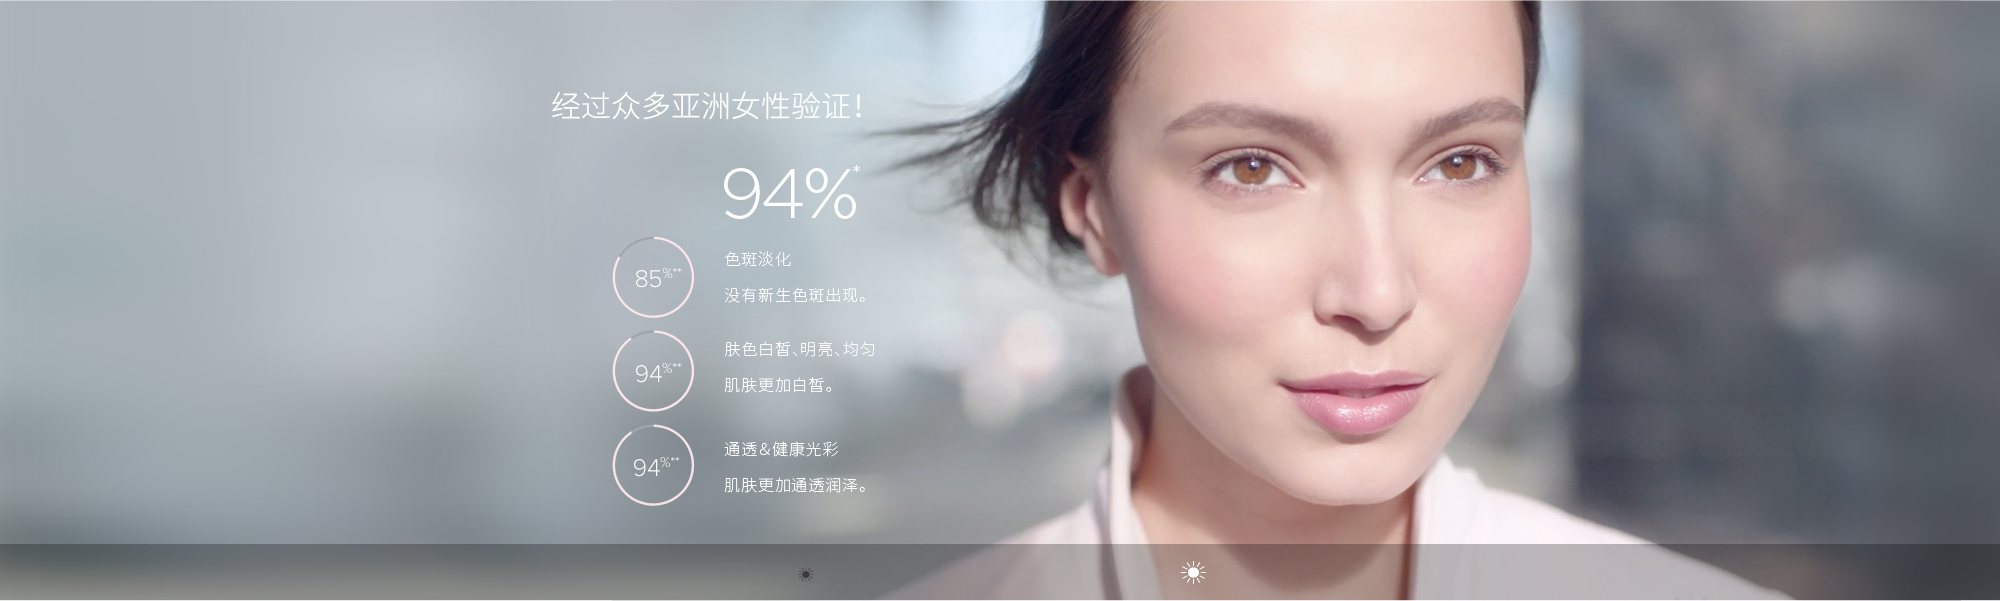 经过众多亚洲女性验证！
94%*
85%**
色斑淡化
没有新生色斑出现。
94%**
肤色白皙、明亮、均匀
肌肤更加白皙。
94%**
通透&健康光彩
肌肤更加通透润泽。